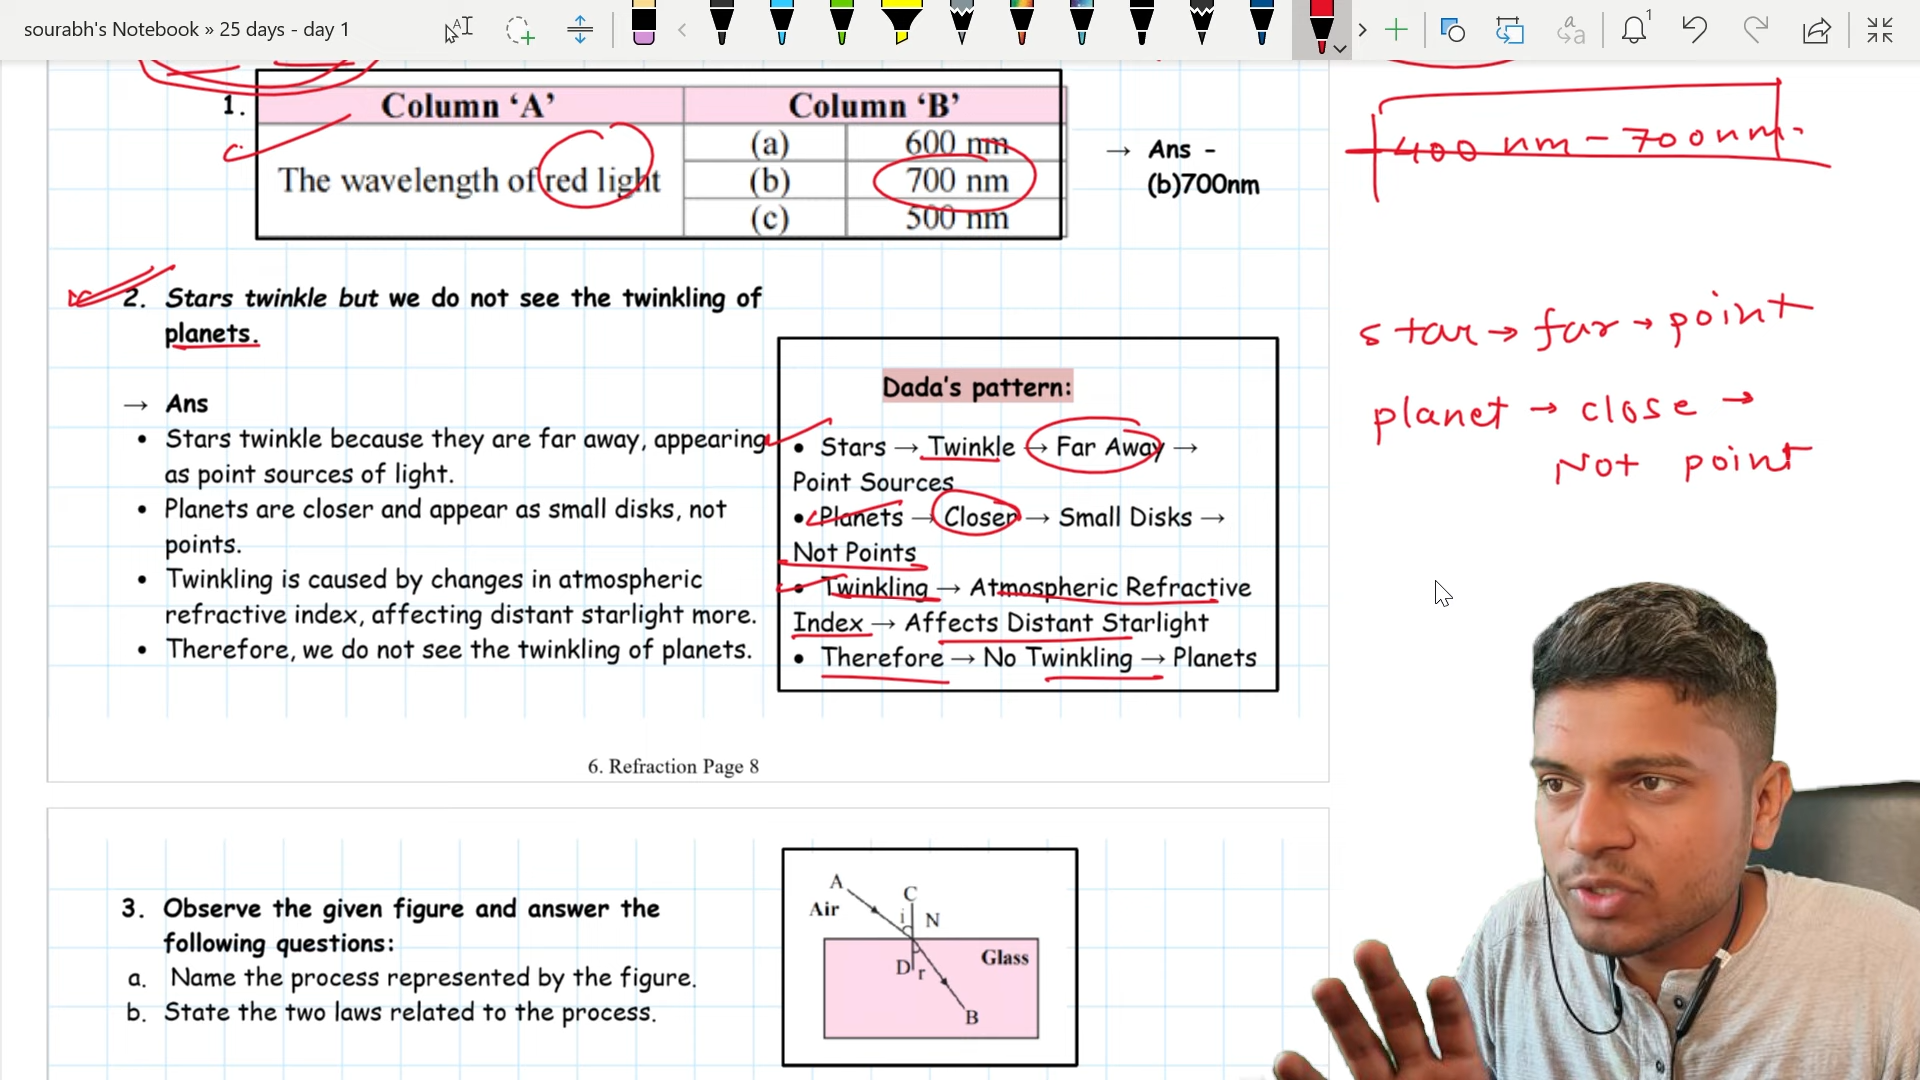 sourabh's Notebook » 25 days - day 1
1.
Column ‘A’ Column ‘B’
The wavelength of red light
(a) 600 nm
(b) 700 nm
(c) 500 nm
→ Ans -
(b)700nm
400 nm - 700nm.
2. Stars twinkle but we do not see the twinkling of
planets.
→ Ans
• Stars twinkle because they are far away, appearing
as point sources of light.
• Planets are closer and appear as small disks, not
points.
• Twinkling is caused by changes in atmospheric
refractive index, affecting distant starlight more.
• Therefore, we do not see the twinkling of planets.
Dada's pattern:
• Stars → Twinkle → Far Away →
Point Sources
• Planets → Closer → Small Disks →
Not Points
• Twinkling → Atmospheric Refractive
Index → Affects Distant Starlight
• Therefore → No Twinkling → Planets
star → far → point
planet → close →
Not point
6. Refraction Page 8
3. Observe the given figure and answer the
following questions:
a. Name the process represented by the figure.
b. State the two laws related to the process.
A
C
Air
i
N
Glass
D
r
B